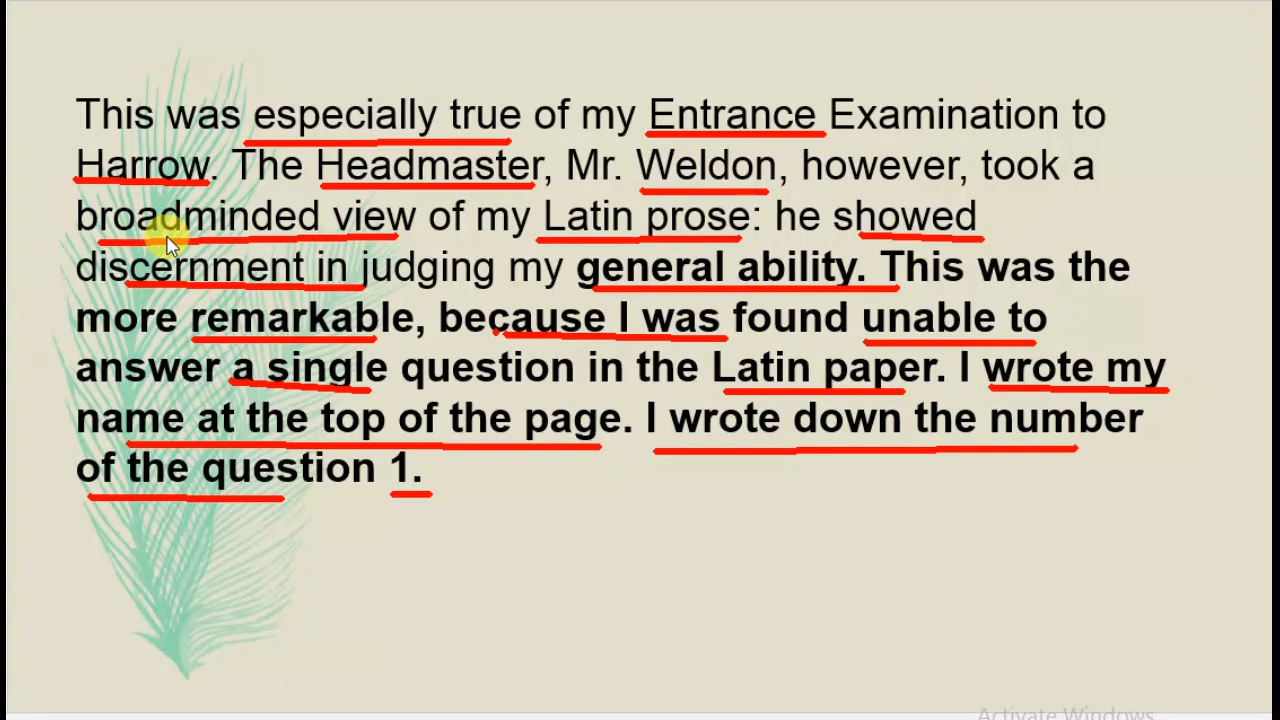 This was especially true of my Entrance Examination to
Harrow. The Headmaster, Mr. Weldon, however, took a
broadminded view of my Latin prose: he showed
discernment in judging my general ability. This was the
more remarkable, because I was found unable to
answer a single question in the Latin paper. I wrote my
name at the top of the page. I wrote down the number
of the question 1.
Activate Windows